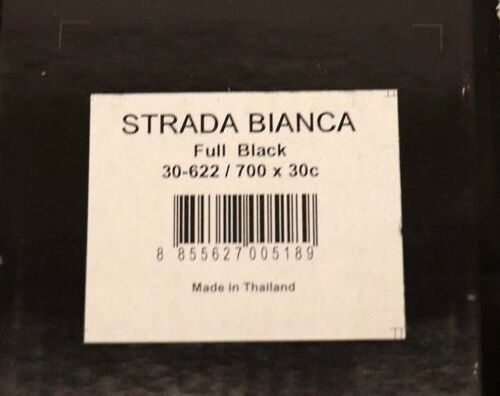 STRADA BIANCA
Full Black
30-622 / 700 x 30c
8 855627 005189
Made in Thailand